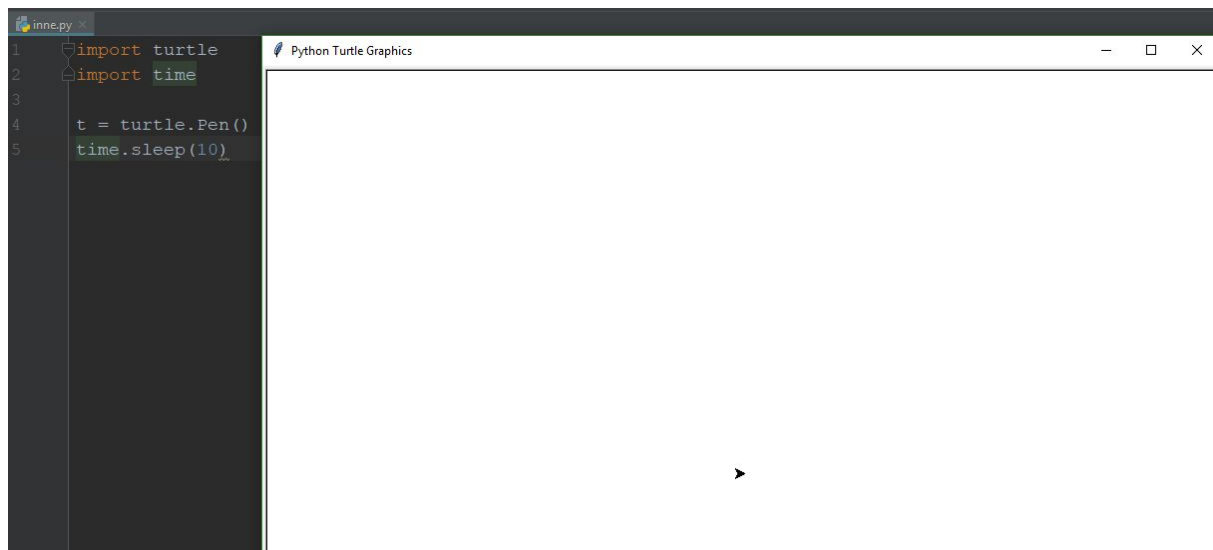 inne.py
Python Turtle Graphics
1 import turtle
2 import time
3
4 t = turtle.Pen()
5 time.sleep(10)